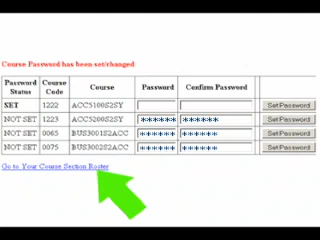 Course Password has been set/changed
Password Status Course Code Course Password Confirm Password
SET 1222 ACC5100S2SY Set Password
NOT SET 1223 ACC5200S2SY ****** ****** Set Password
NOT SET 0065 BUS3001S2ACC ****** ****** Set Password
NOT SET 0075 BUS3002S2ACC ****** ****** Set Password
Go to Your Course Section Roster